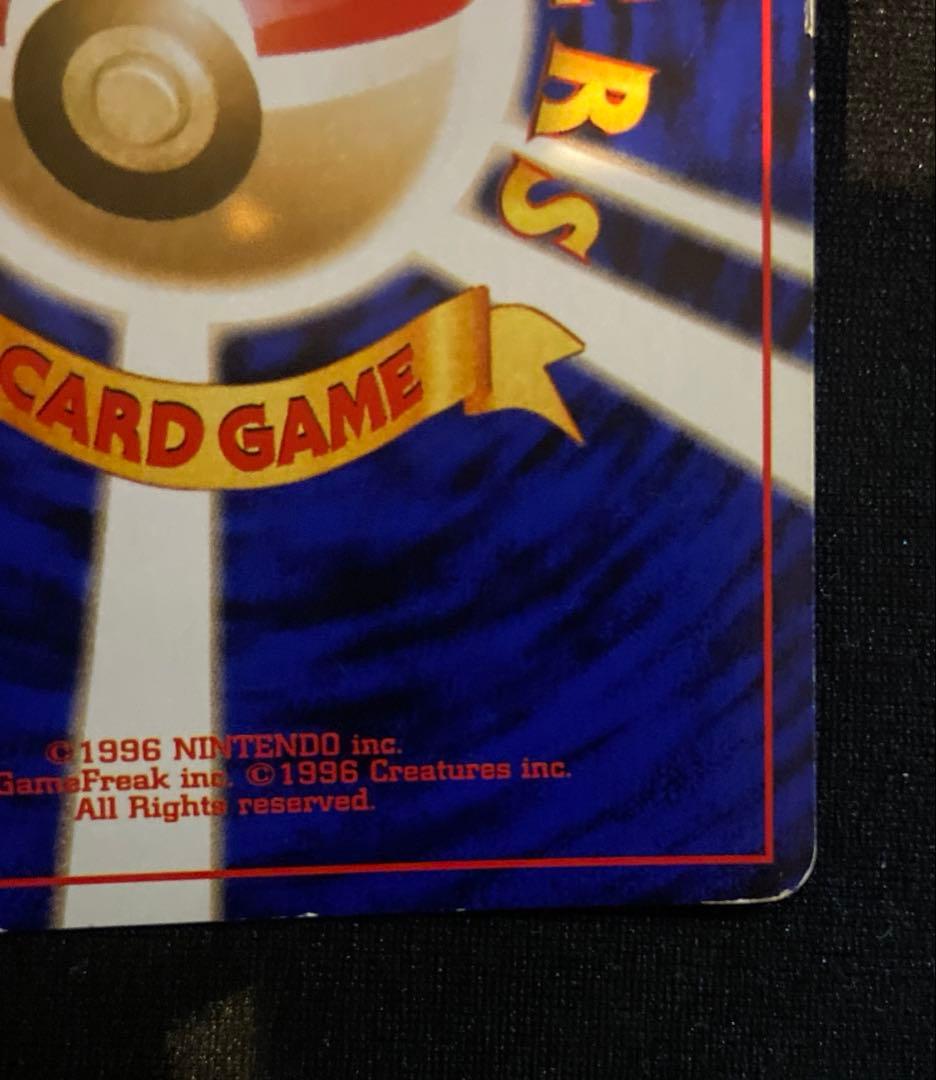 RS
CARD GAME
©1996 NINTENDO inc.
GameFreak inc. ©1996 Creatures inc.
All Rights reserved.